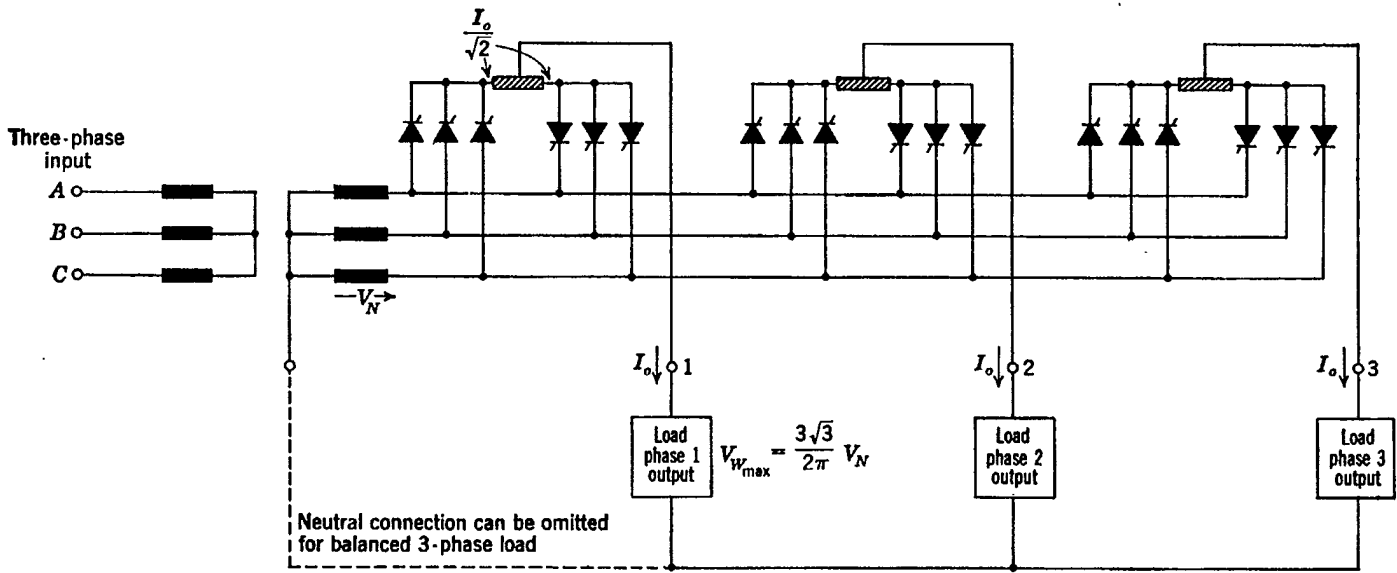 I_o/√2
Three-phase
input
A
B
C
V_N
I_o 1
I_o 2
I_o 3
Load
phase 1
output
V_{W_max} = 3√3/2π V_N
Load
phase 2
output
Load
phase 3
output
Neutral connection can be omitted
for balanced 3-phase load